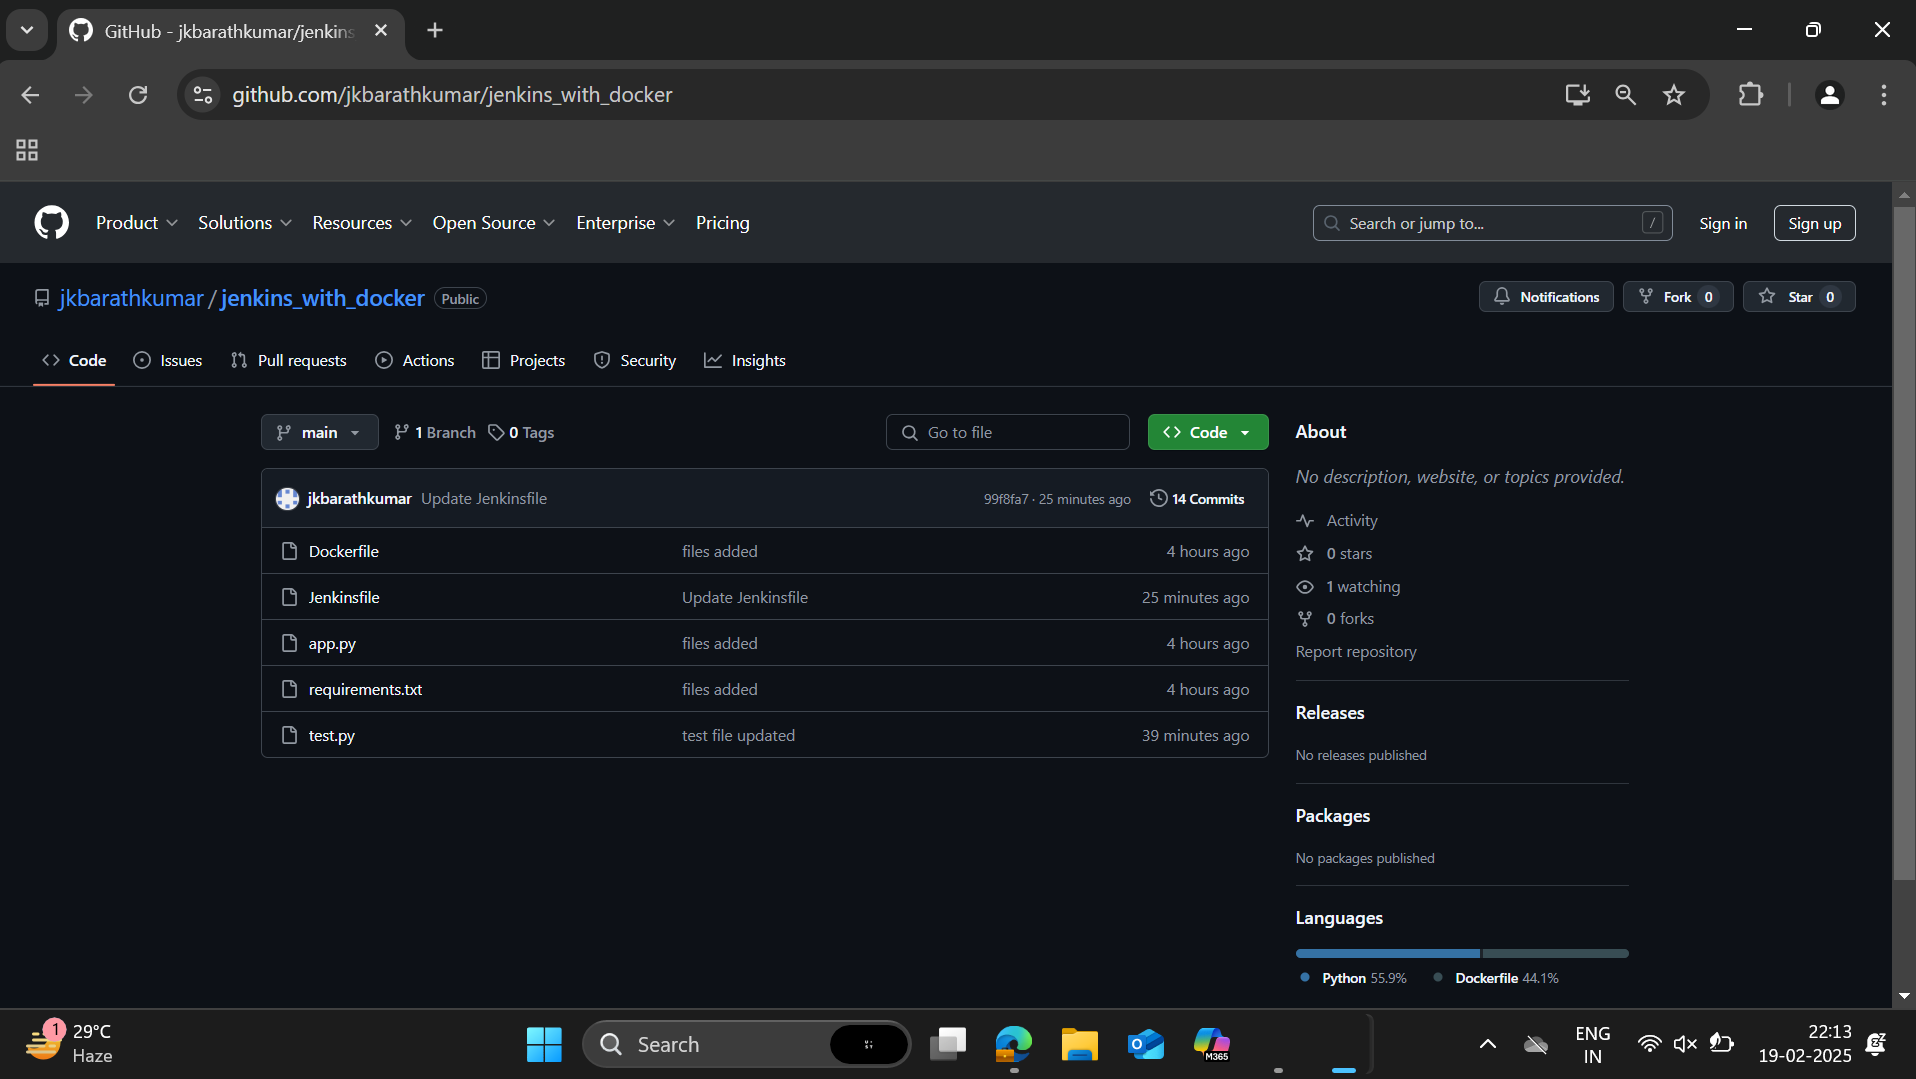 GitHub - jkbarathkumar/jenkins
github.com/jkbarathkumar/jenkins_with_docker
Product Solutions Resources Open Source Enterprise Pricing Search or jump to... / Sign in Sign up
jkbarathkumar / jenkins_with_docker Public Notifications Fork 0 Star 0
Code Issues Pull requests Actions Projects Security Insights
main 1 Branch 0 Tags Go to file Code
jkbarathkumar Update Jenkinsfile 99f8fa7 · 25 minutes ago 14 Commits
Dockerfile files added 4 hours ago
Jenkinsfile Update Jenkinsfile 25 minutes ago
app.py files added 4 hours ago
requirements.txt files added 4 hours ago
test.py test file updated 39 minutes ago
About
No description, website, or topics provided.
Activity
0 stars
1 watching
0 forks
Report repository
Releases
No releases published
Packages
No packages published
Languages
Python 55.9% Dockerfile 44.1%
1 29°C
Haze
Search
M365
ENG
IN
22:13
19-02-2025